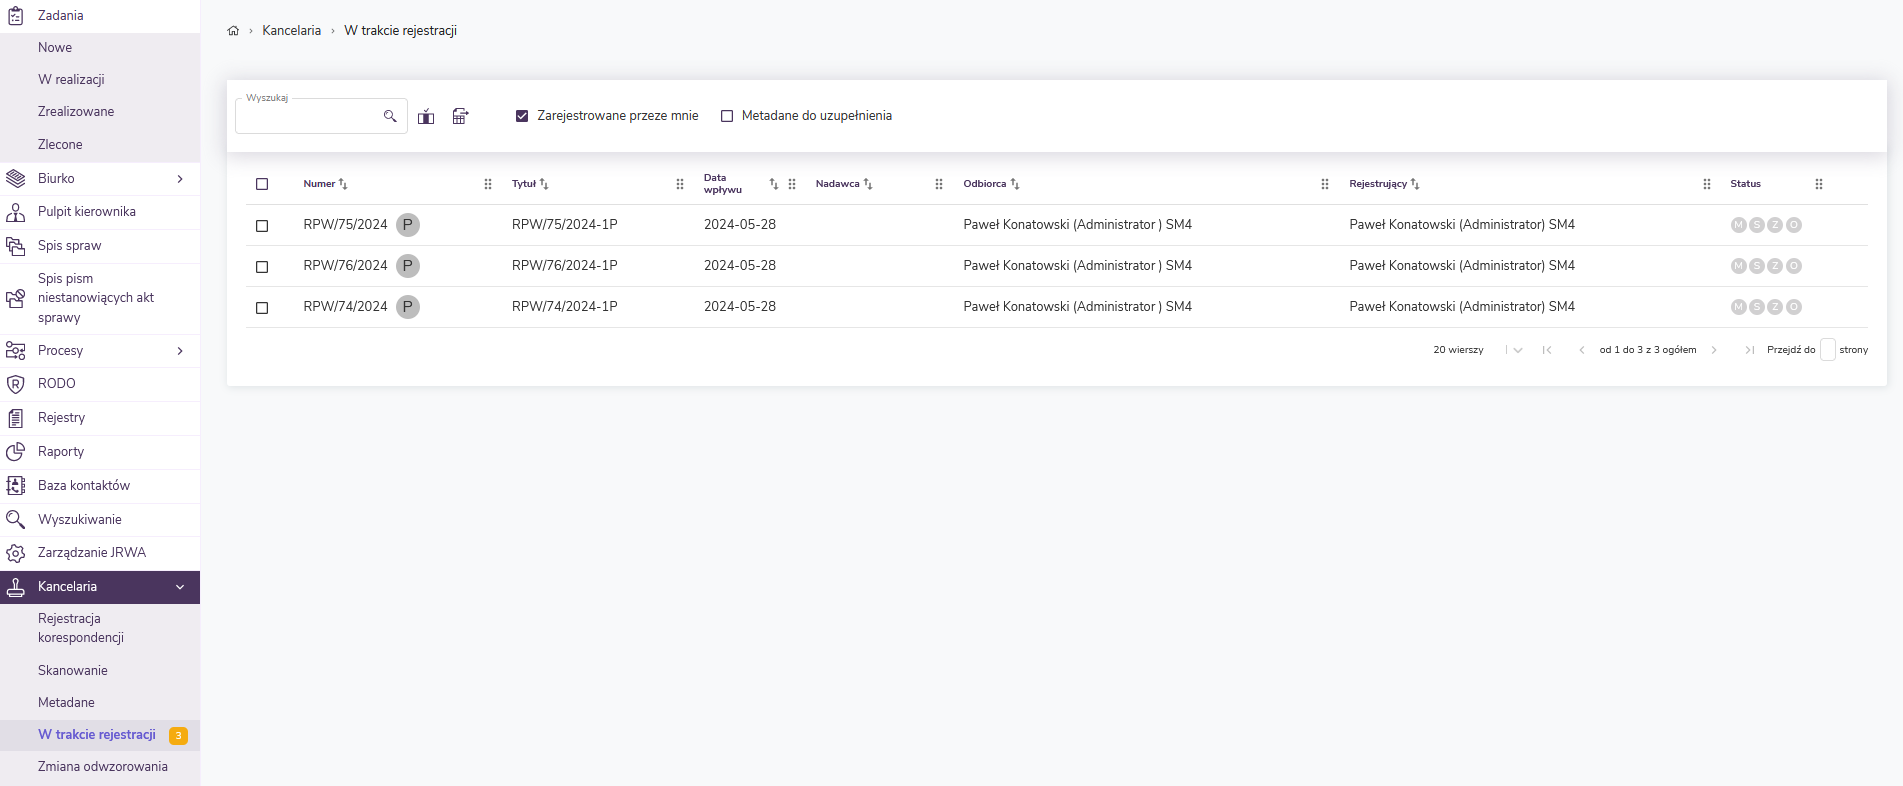 Zadania
Nowe
W realizacji
Zrealizowane
Zlecone
Biurko
Pulpit kierownika
Spis spraw
Spis pism
niestanowiących akt
sprawy
Procesy
RODO
Rejestry
Raporty
Baza kontaktów
Wyszukiwanie
Zarządzanie JRWA
Kancelaria
Rejestracja
korespondencji
Skanowanie
Metadane
W trakcie rejestracji 3
Zmiana odwzorowania
Kancelaria › W trakcie rejestracji
Wyszukaj
Zarejestrowane przeze mnie Metadane do uzupełnienia
Numer Tytuł Data wpływu Nadawca Odbiorca Rejestrujący Status
RPW/75/2024 P RPW/75/2024-1P 2024-05-28 Paweł Konatowski (Administrator ) SM4 Paweł Konatowski (Administrator) SM4 M S Z O
RPW/76/2024 P RPW/76/2024-1P 2024-05-28 Paweł Konatowski (Administrator ) SM4 Paweł Konatowski (Administrator) SM4 M S Z O
RPW/74/2024 P RPW/74/2024-1P 2024-05-28 Paweł Konatowski (Administrator ) SM4 Paweł Konatowski (Administrator) SM4 M S Z O
20 wierszy od 1 do 3 z 3 ogółem Przejdź do strony